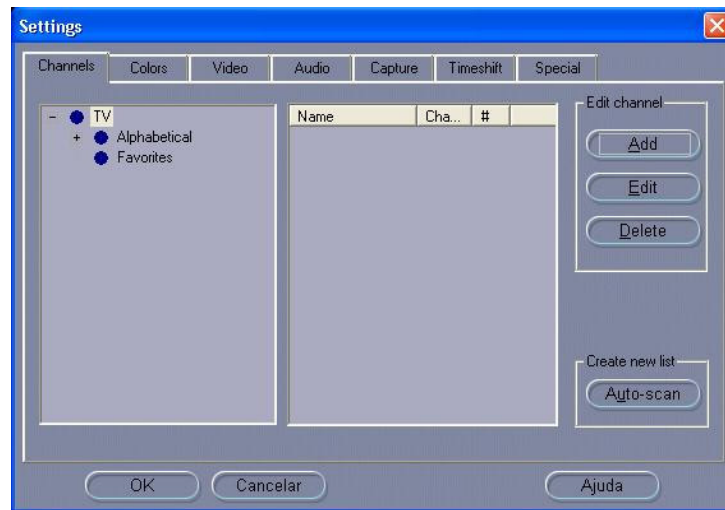 Settings
Channels Colors Video Audio Capture Timeshift Special
TV
Alphabetical
Favorites
Name Cha... #
Edit channel
Add
Edit
Delete
Create new list
Auto-scan
OK Cancelar Ajuda